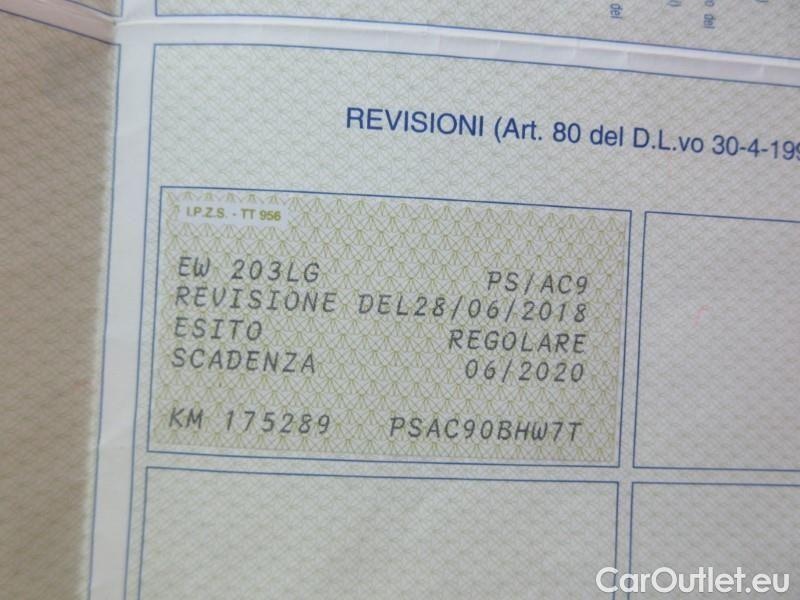 REVISIONI (Art. 80 del D.L.vo 30-4-199
I.P.Z.S. - TT 956
EW 203LG PS/AC9
REVISIONE DEL28/06/2018
ESITO REGOLARE
SCADENZA 06/2020
KM 175289 PSAC90BHW7T
CarOutlet.eu